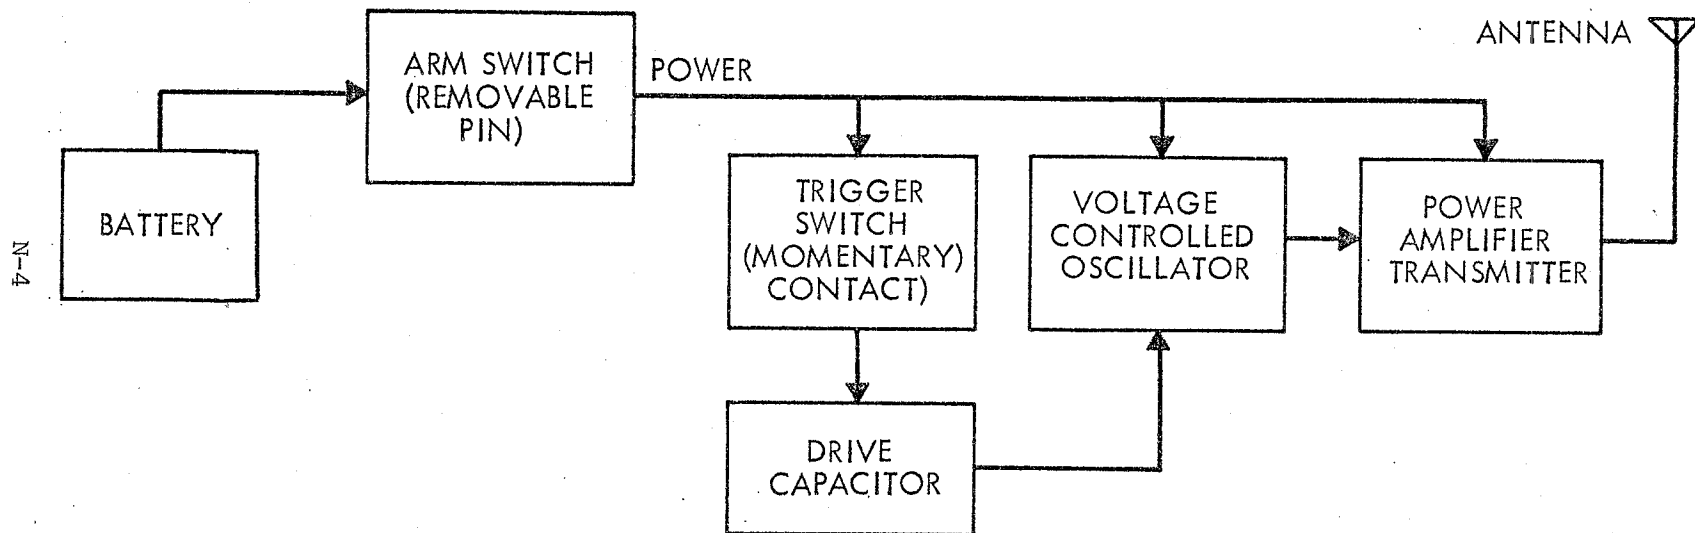 ANTENNA
ARM SWITCH
(REMOVABLE
PIN)
POWER
BATTERY
TRIGGER
SWITCH
(MOMENTARY)
CONTACT)
VOLTAGE
CONTROLLED
OSCILLATOR
POWER
AMPLIFIER
TRANSMITTER
DRIVE
CAPACITOR
N-4